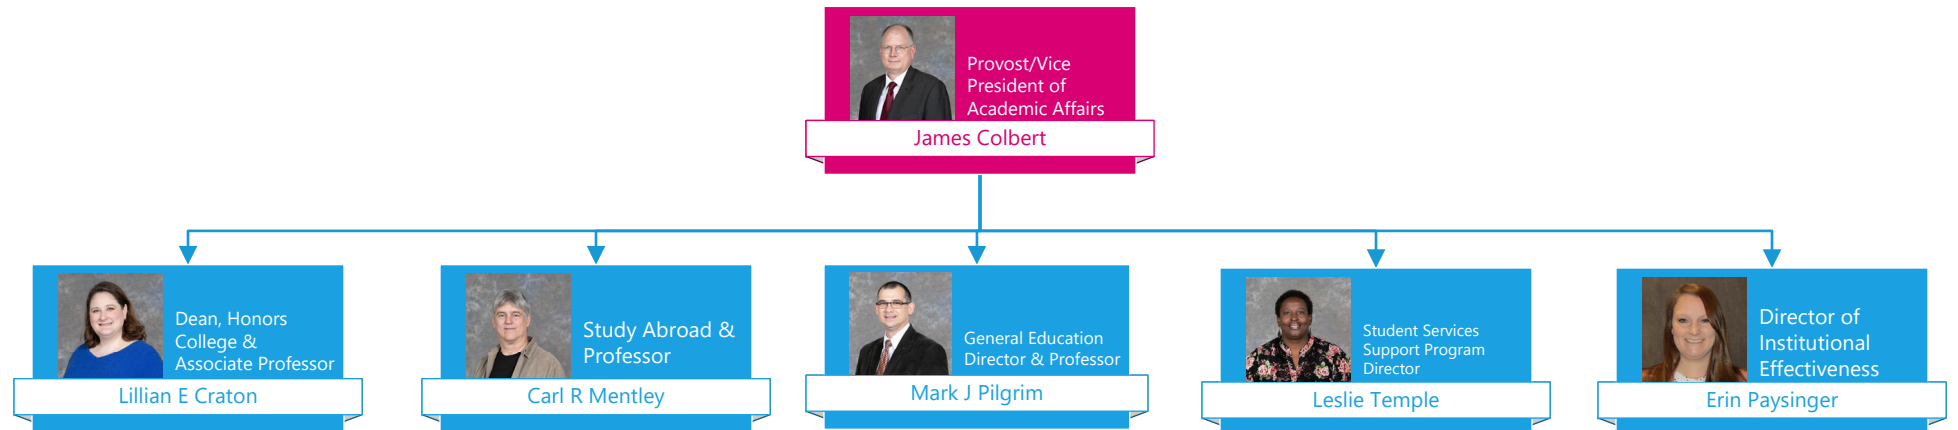 Provost/Vice
President of
Academic Affairs
James Colbert
Dean, Honors
College &
Associate Professor
Lillian E Craton
Study Abroad &
Professor
Carl R Mentley
General Education
Director & Professor
Mark J Pilgrim
Student Services
Support Program
Director
Leslie Temple
Director of
Institutional
Effectiveness
Erin Paysinger